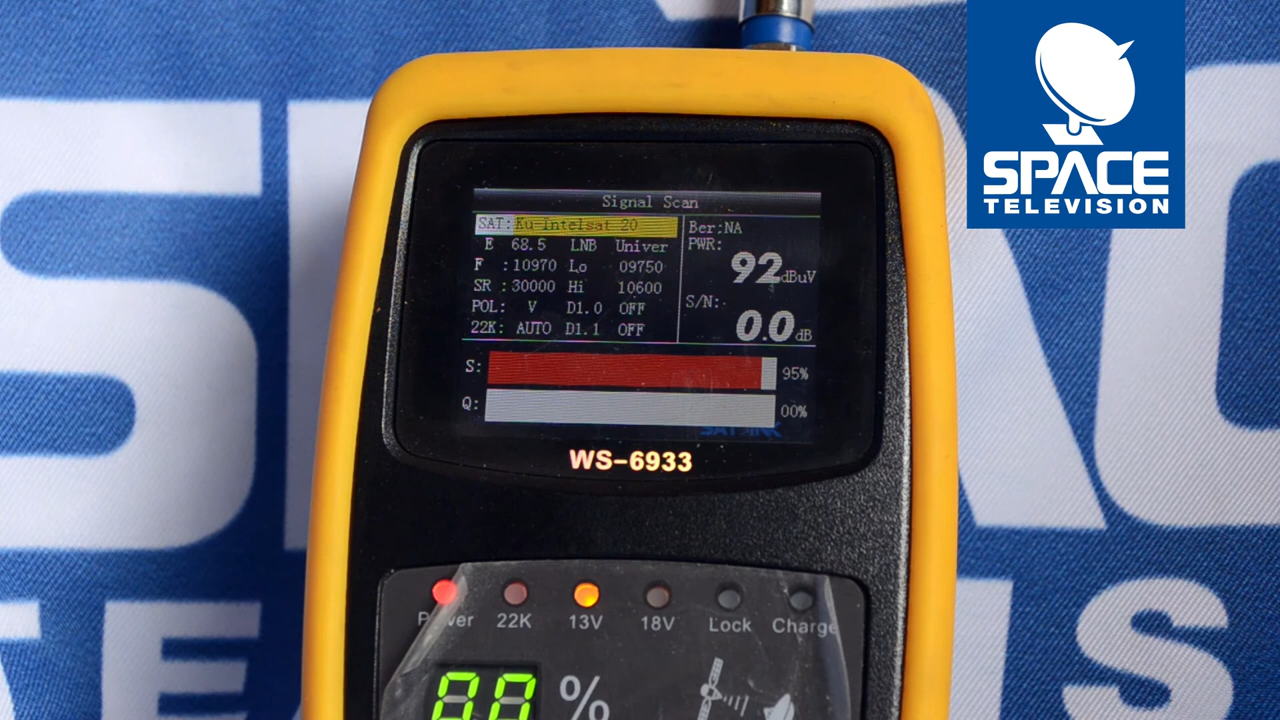 SPACE
TELEVISION
Signal Scan
SAT: Ku-Intelsat 20
E 68.5 LNB Univer
F :10970 Lo 09750
SR :30000 Hi 10600
POL: V D1.0 OFF
22K: AUTO D1.1 OFF
Ber:NA
PWR:
92dBuV
S/N:
0.0dB
S: 95%
Q: 00%
WS-6933
Power 22K 13V 18V Lock Charge
00 %